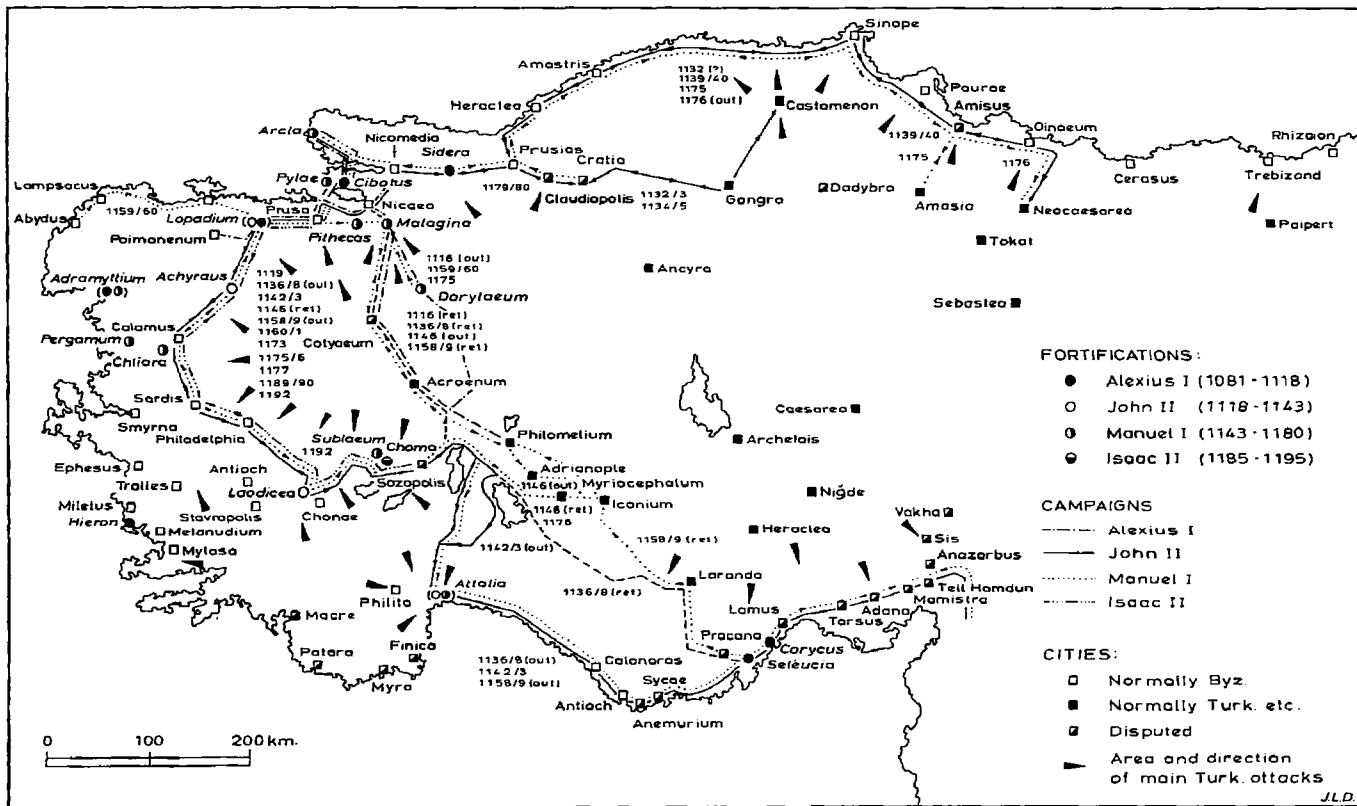 Sinope
Amastris
1132 (?)
1139/40
1175
1176 (out)
Castamenon
Paurae
Amisus
Heraclea
Oinaeum
Rhizaion
Arcla
Nicomedia
Sidera
Prusias
Cratia
1139/40
1175
1176
Cerasus
Trebizond
Pylae
Cibotus
1179/80
Claudiopolis
1132/3
1134/5
Gangra
Dadybra
Amasia
Neocaesarea
Paipert
Lampsacus
1159/60
Abydus
Lopadium
Prusa
Nicaea
Malagina
Pithecas
Poimanenum
Tokat
Achyraus
1119
1136/8 (out)
1142/3
1146 (ret)
1158/9 (out)
1160/1
1173
1175/6
1177
1189/90
1192
1116 (out)
1159/60
1175
Dorylaeum
Ancyra
Adramyttium
Sebastea
1116 (ret)
1136/8 (ret)
1146 (out)
1158/9 (ret)
Calamus
Pergamum
Chliara
Cotyaeum
Acroenum
Sardis
Smyrna
Philadelphia
Caesarea
Archelais
Sublaeum
1192
Choma
Philomelium
Adrianople
Myriacephalum
1146 (out)
1146 (ret)
1176
Iconium
Ephesus
Tralles
Antioch
Laodicea
Sozopolis
Miletus
Hieron
Stavropolis
Chonae
Melanudium
Mylasa
Niğde
Heraclea
Vakha
Sis
Anazarbus
1142/3 (out)
1158/9 (ret)
1136/8 (ret)
Laranda
Tell Hamdun
Mamistra
Adana
Tarsus
Lamus
Attalia
Philita
Macre
Patara
Finica
Myra
Pracana
Corycus
Seleucia
1136/8 (out)
1142/3
1158/9 (out)
Calonoros
Antioch
Sycae
Anemurium
0 100 200 km.
FORTIFICATIONS:
Alexius I (1081-1118)
John II (1118-1143)
Manuel I (1143-1180)
Isaac II (1185-1195)
CAMPAIGNS
Alexius I
John II
Manuel I
Isaac II
CITIES:
Normally Byz.
Normally Turk. etc.
Disputed
Area and direction
of main Turk. attacks
J.L.D.